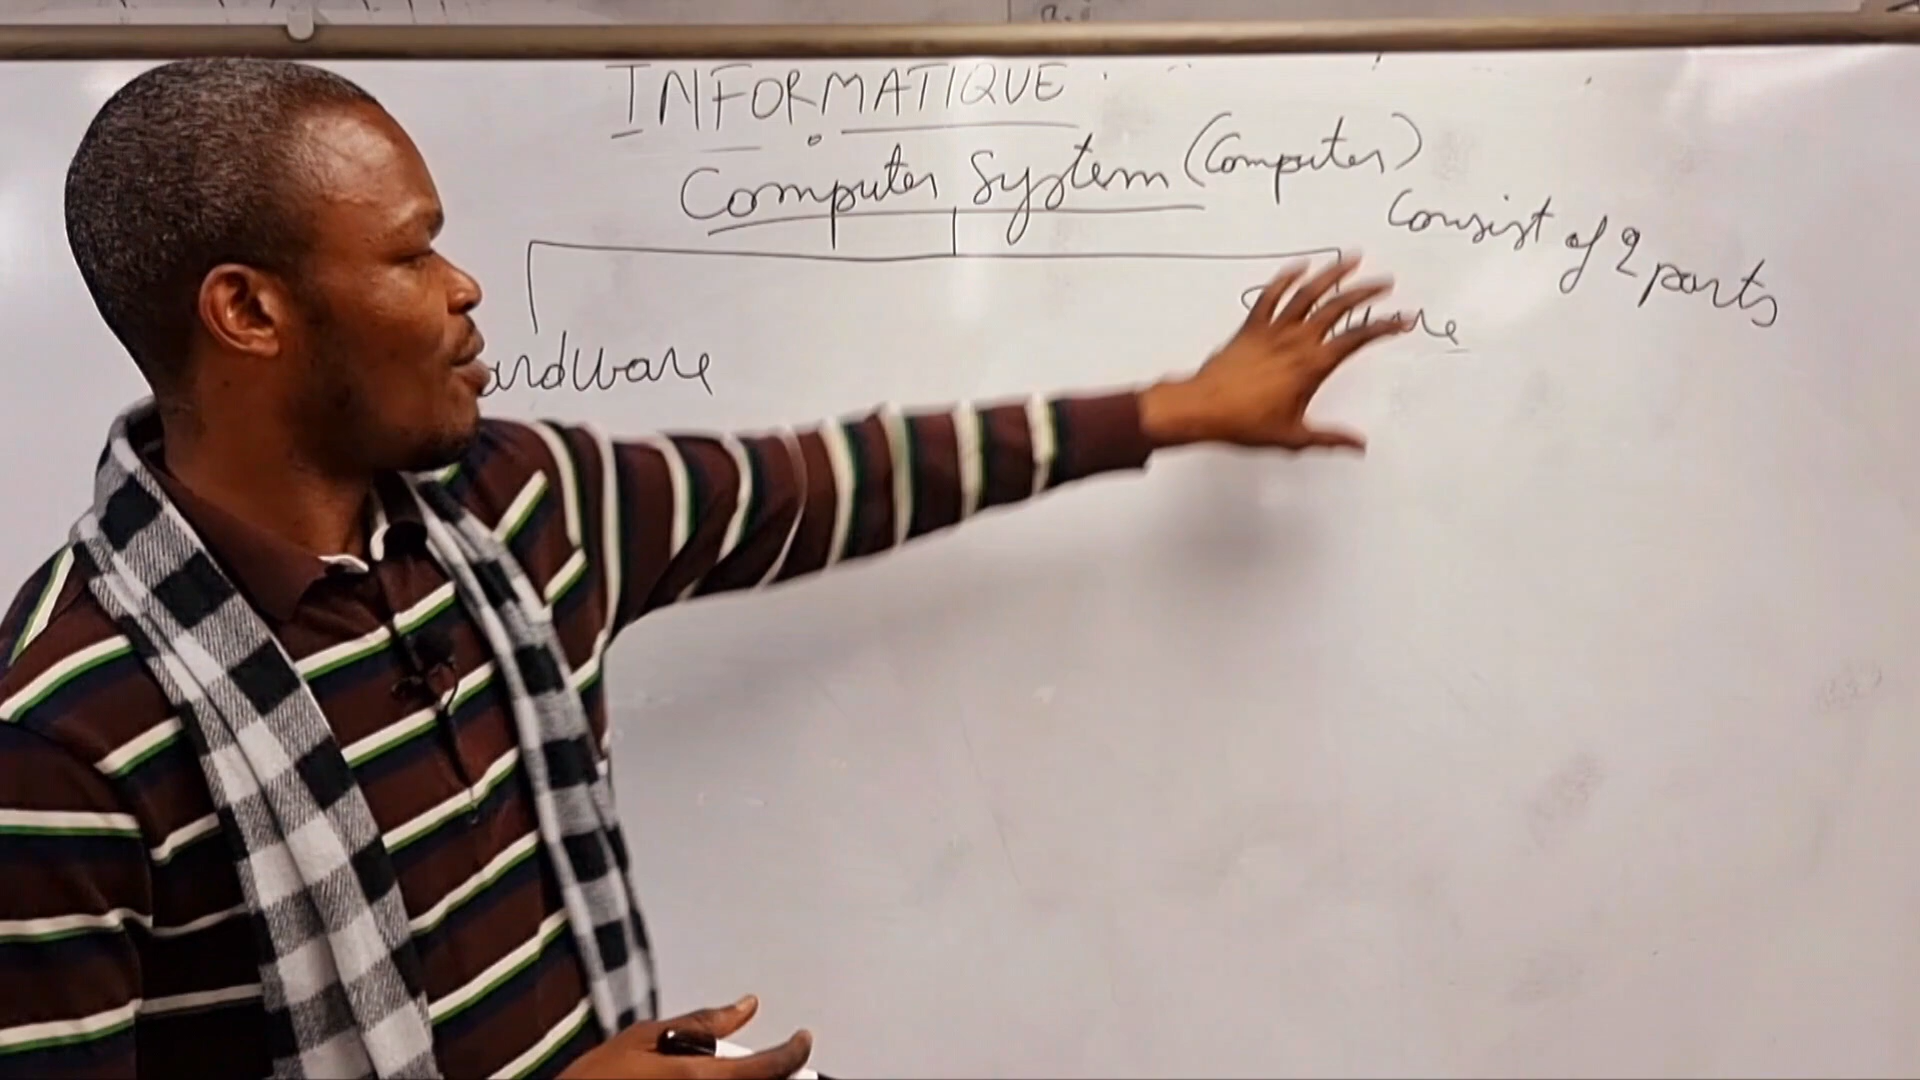 INFORMATIQUE
Computer System (Computer)
Consist of 2 parts
ardware